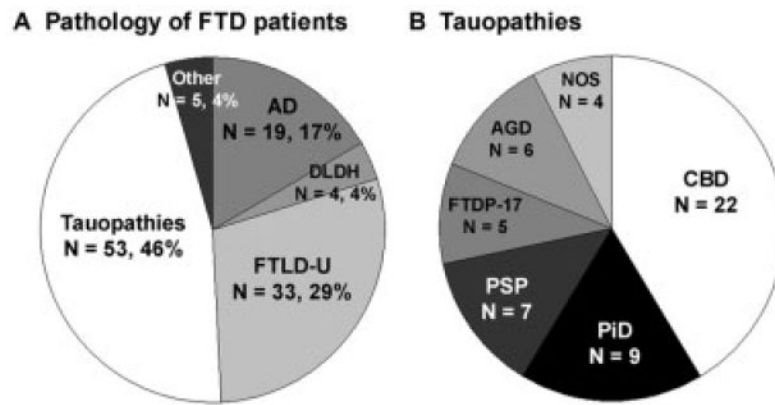 A Pathology of FTD patients
Other
N = 5, 4%
AD
N = 19, 17%
DLDH
N = 4, 4%
Tauopathies
N = 53, 46%
FTLD-U
N = 33, 29%
B Tauopathies
NOS
N = 4
AGD
N = 6
CBD
N = 22
FTDP-17
N = 5
PSP
N = 7
PiD
N = 9